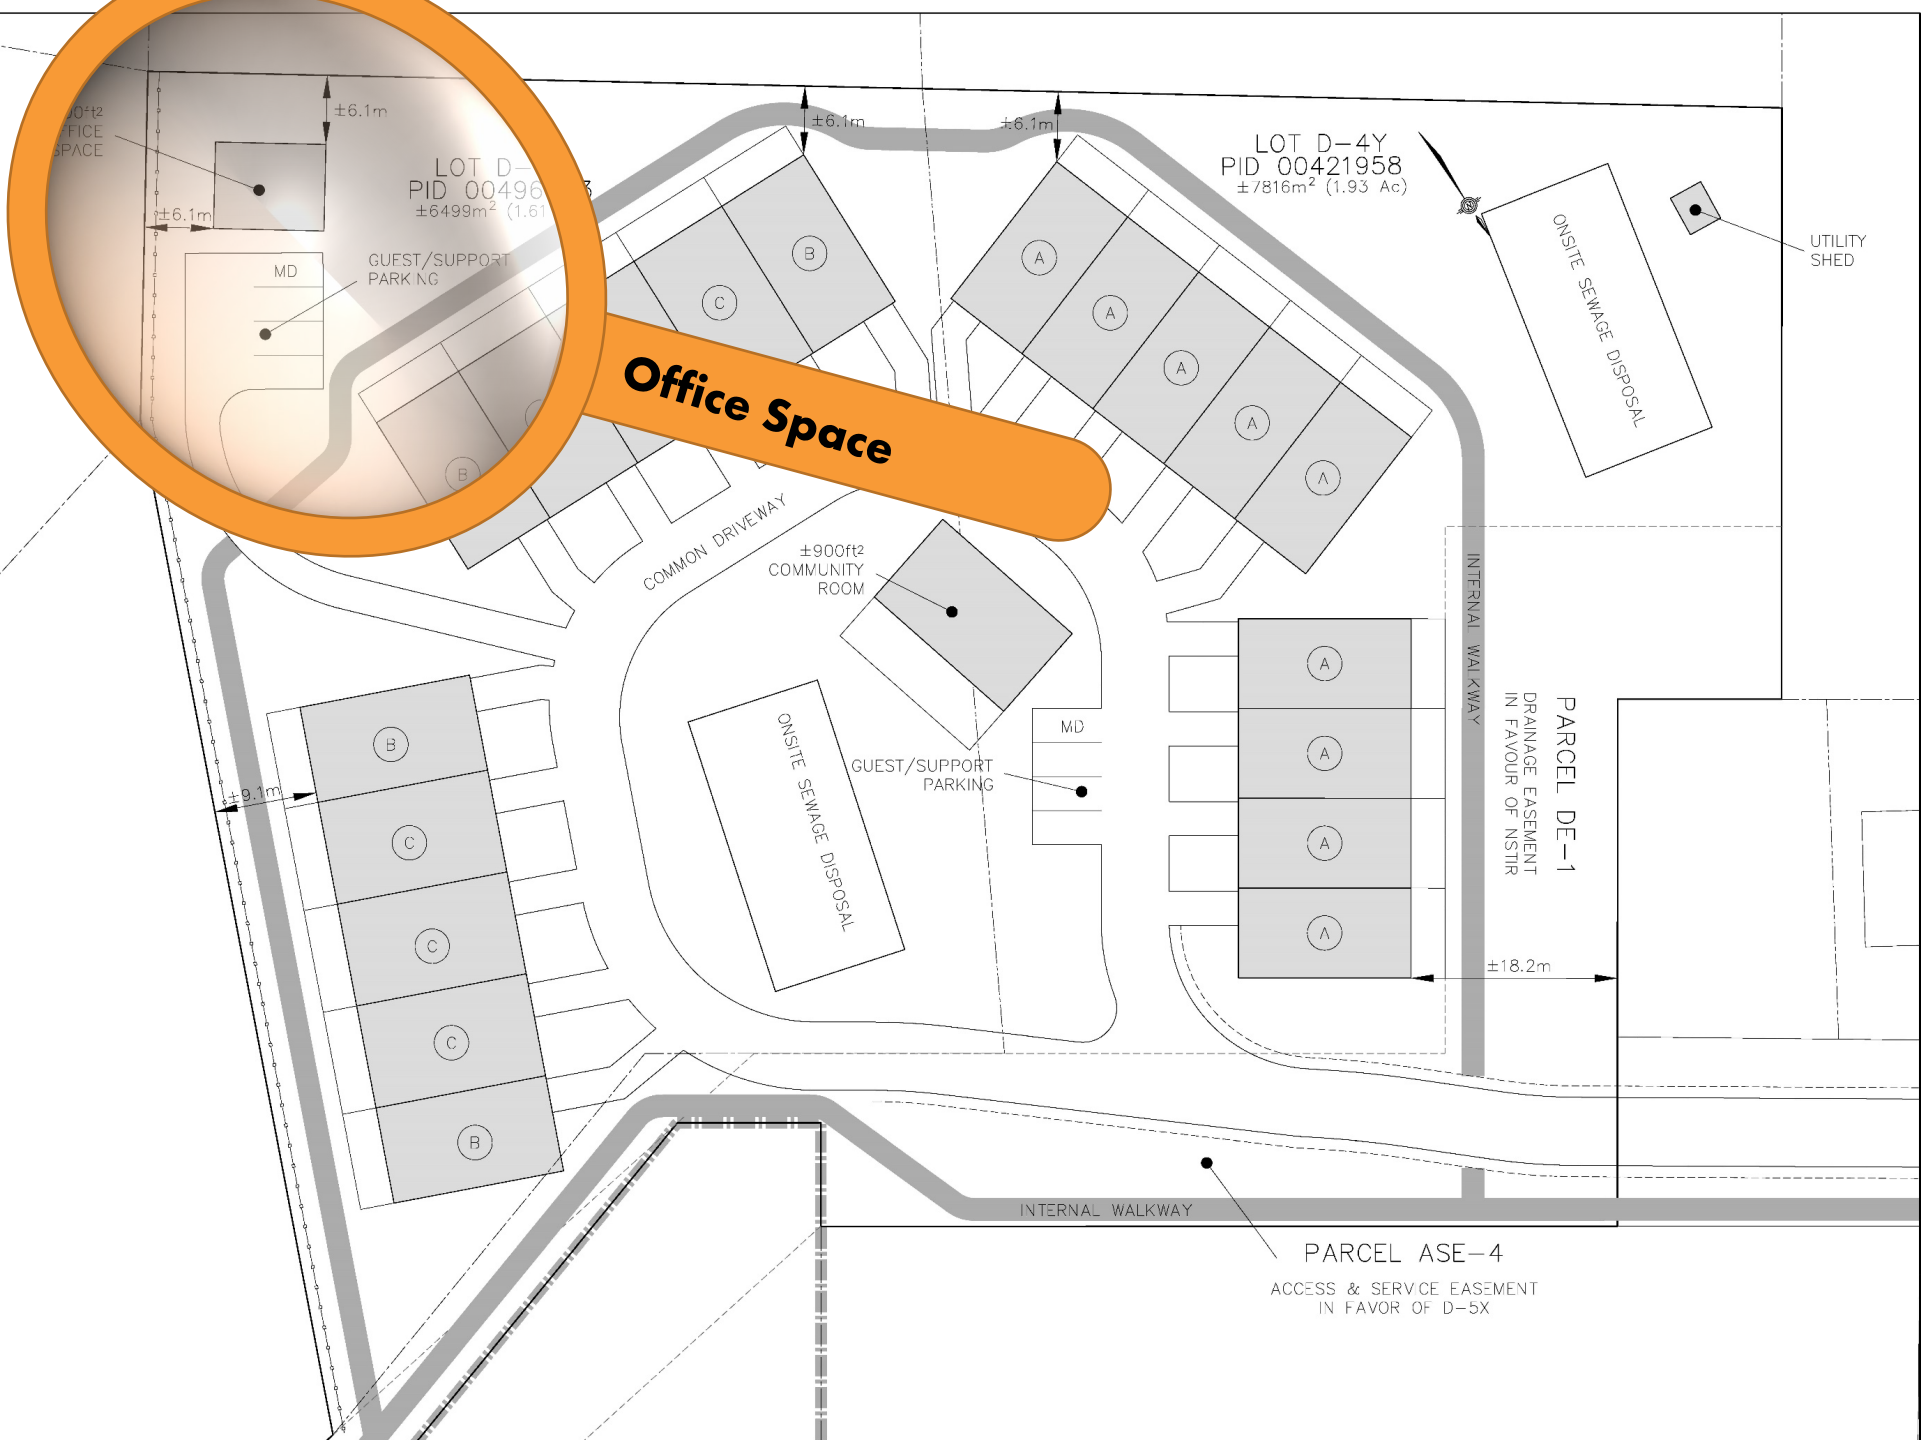 ±6.1m
SPACE
LOT D-
PID 00496
±6499m² (1.61
±6.1m
GUEST/SUPPORT
PARKING
MD
±6.1m
±6.1m
LOT D-4Y
PID 00421958
±7816m² (1.93 Ac)
ONSITE SEWAGE DISPOSAL
UTILITY
SHED
B
C
B
A
A
A
A
A
Office Space
COMMON DRIVEWAY
±900ft²
COMMUNITY
ROOM
INTERNAL WALKWAY
A
A
A
A
PARCEL DE-1
DRAINAGE EASEMENT
IN FAVOUR OF NSTIR
MD
GUEST/SUPPORT
PARKING
ONSITE SEWAGE DISPOSAL
±9.1m
B
C
C
C
B
±18.2m
INTERNAL WALKWAY
PARCEL ASE-4
ACCESS & SERVICE EASEMENT
IN FAVOR OF D-5X